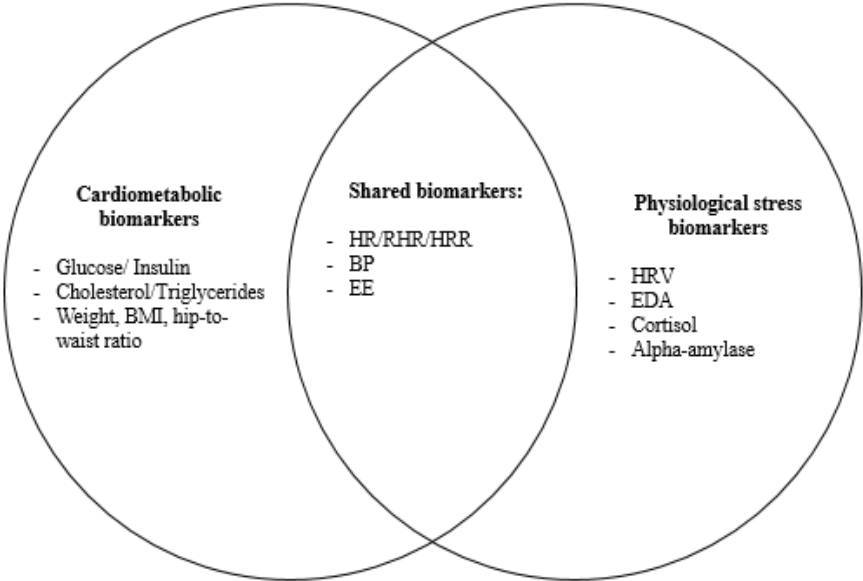 Cardiometabolic
biomarkers
- Glucose/ Insulin
- Cholesterol/Triglycerides
- Weight, BMI, hip-to-
waist ratio
Shared biomarkers:
- HR/RHR/HRR
- BP
- EE
Physiological stress
biomarkers
- HRV
- EDA
- Cortisol
- Alpha-amylase